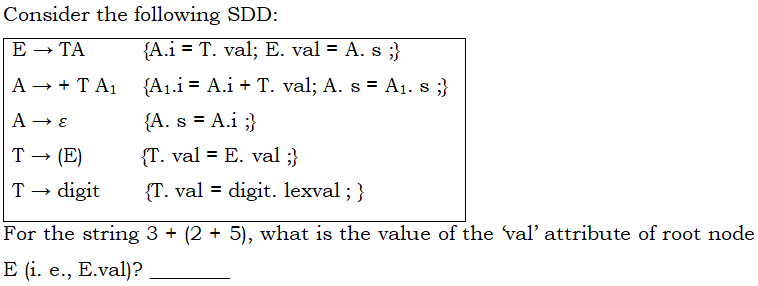 Consider the following SDD:
E → TA {A.i = T. val; E. val = A. s ;}
A → + T A₁ {A₁.i = A.i + T. val; A. s = A₁. s ;}
A → ε {A. s = A.i ;}
T → (E) {T. val = E. val ;}
T → digit {T. val = digit. lexval ; }
For the string 3 + (2 + 5), what is the value of the ‘val’ attribute of root node
E (i. e., E.val)? ________